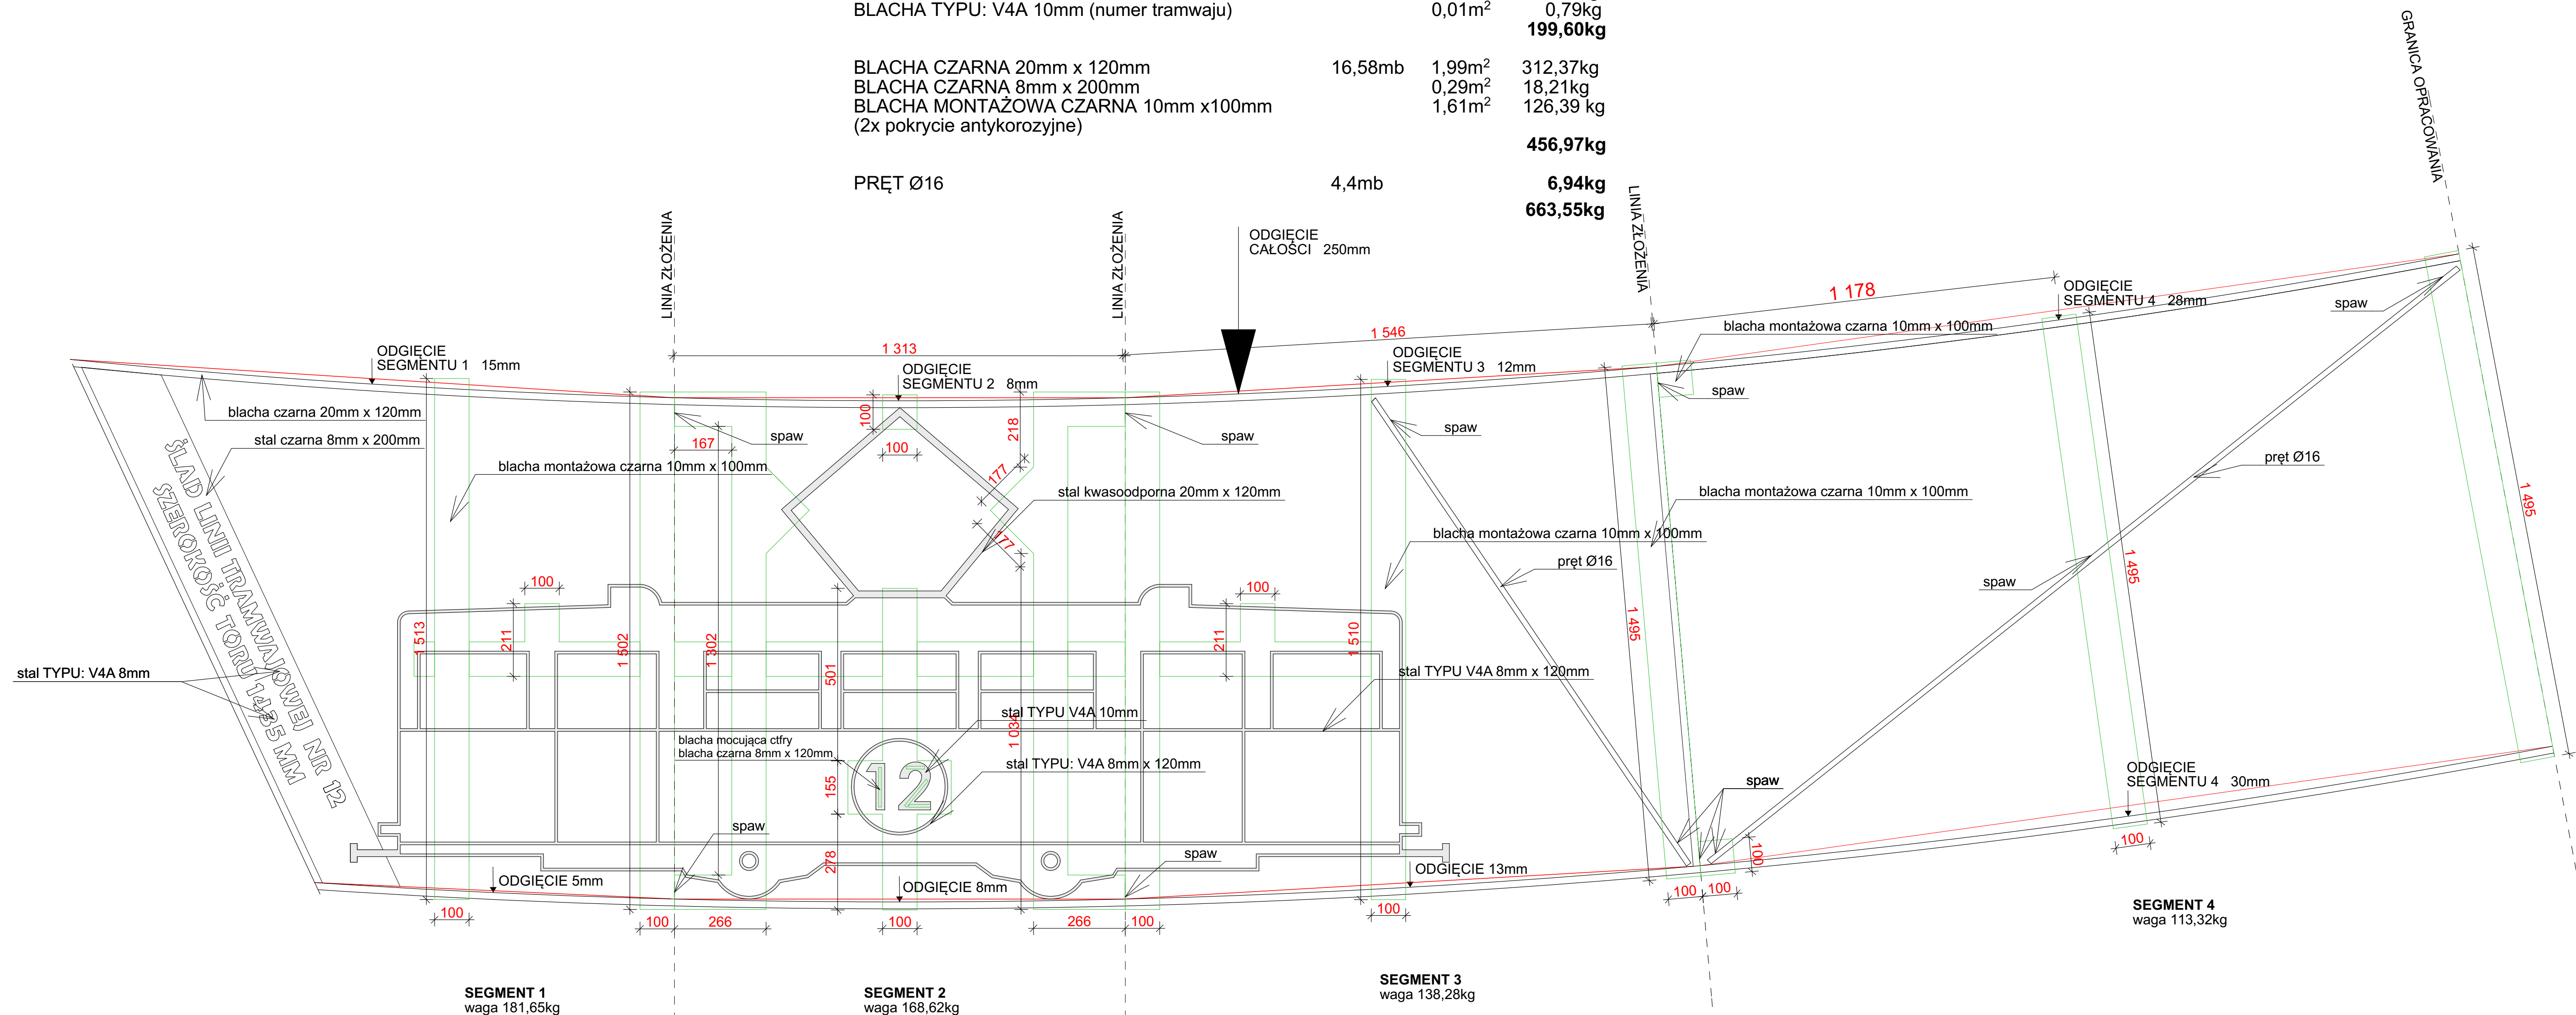 BLACHA TYPU: V4A 10mm (numer tramwaju) 0,01m² 0,79kg
199,60kg
BLACHA CZARNA 20mm x 120mm 16,58mb 1,99m² 312,37kg
BLACHA CZARNA 8mm x 200mm 0,29m² 18,21kg
BLACHA MONTAŻOWA CZARNA 10mm x100mm 1,61m² 126,39 kg
(2x pokrycie antykorozyjne)
456,97kg
PRĘT Ø16 4,4mb 6,94kg
663,55kg
GRANICA OPRACOWANIA
LINIA ZŁOŻENIA
LINIA ZŁOŻENIA
LINIA ZŁOŻENIA
ODGIĘCIE
CAŁOŚCI 250mm
1 178
ODGIĘCIE
SEGMENTU 4 28mm
spaw
blacha montażowa czarna 10mm x 100mm
1 546
1 313
ODGIĘCIE
SEGMENTU 1 15mm
ODGIĘCIE
SEGMENTU 2 8mm
ODGIĘCIE
SEGMENTU 3 12mm
spaw
blacha czarna 20mm x 120mm
100
218
spaw
spaw
spaw
stal czarna 8mm x 200mm
167
100
177
pręt Ø16
blacha montażowa czarna 10mm x 100mm
stal kwasoodporna 20mm x 120mm
blacha montażowa czarna 10mm x 100mm
1 495
177
blacha montażowa czarna 10mm x 100mm
pręt Ø16
1 495
spaw
100
100
ŚLAD LINII TRAMWAJOWEJ NR 12
SZEROKOŚĆ TORU 1435 MM
1 513
211
1 502
1 302
501
211
1 510
1 495
stal TYPU: V4A 8mm
stal TYPU V4A 8mm x 120mm
stal TYPU V4A 10mm
1 034
blacha mocująca ctfry
blacha czarna 8mm x 120mm
stal TYPU: V4A 8mm x 120mm
12
155
spaw
ODGIĘCIE
SEGMENTU 4 30mm
spaw
278
spaw
100
100
ODGIĘCIE 5mm
ODGIĘCIE 8mm
ODGIĘCIE 13mm
100
100
266
100
266
100
100
100
100
SEGMENT 4
waga 113,32kg
SEGMENT 3
waga 138,28kg
SEGMENT 1
waga 181,65kg
SEGMENT 2
waga 168,62kg